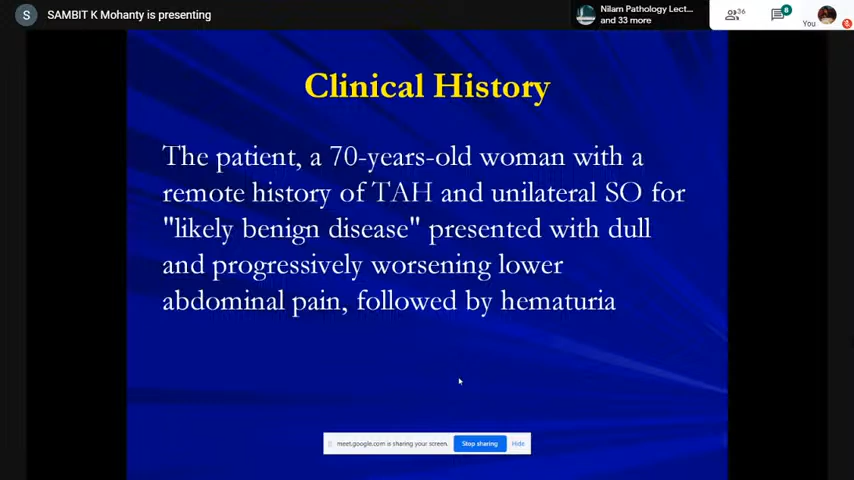 S SAMBIT K Mohanty is presenting
Nilam Pathology Lect...
and 33 more
36
8
You
Clinical History
The patient, a 70-years-old woman with a
remote history of TAH and unilateral SO for
"likely benign disease" presented with dull
and progressively worsening lower
abdominal pain, followed by hematuria
meet.google.com is sharing your screen. Stop sharing Hide